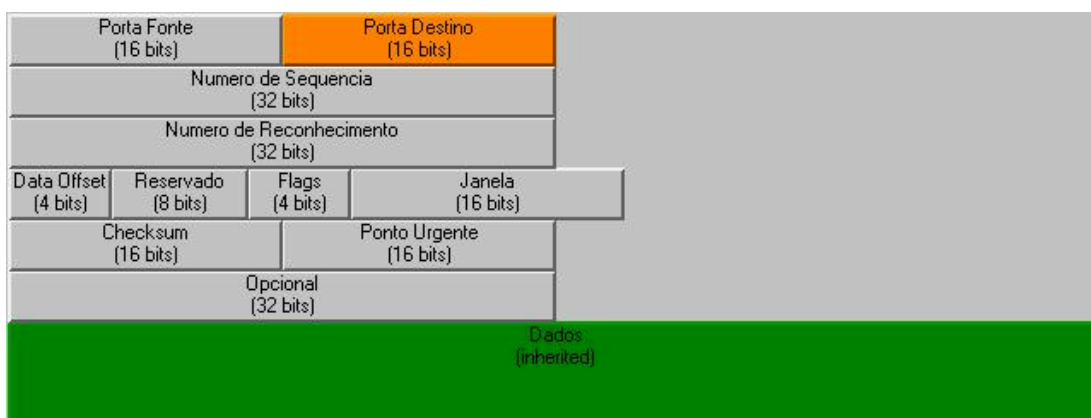 Porta Fonte
(16 bits)
Porta Destino
(16 bits)
Numero de Sequencia
(32 bits)
Numero de Reconhecimento
(32 bits)
Data Offset
(4 bits)
Reservado
(8 bits)
Flags
(4 bits)
Janela
(16 bits)
Checksum
(16 bits)
Ponto Urgente
(16 bits)
Opcional
(32 bits)
Dados
(inherited)